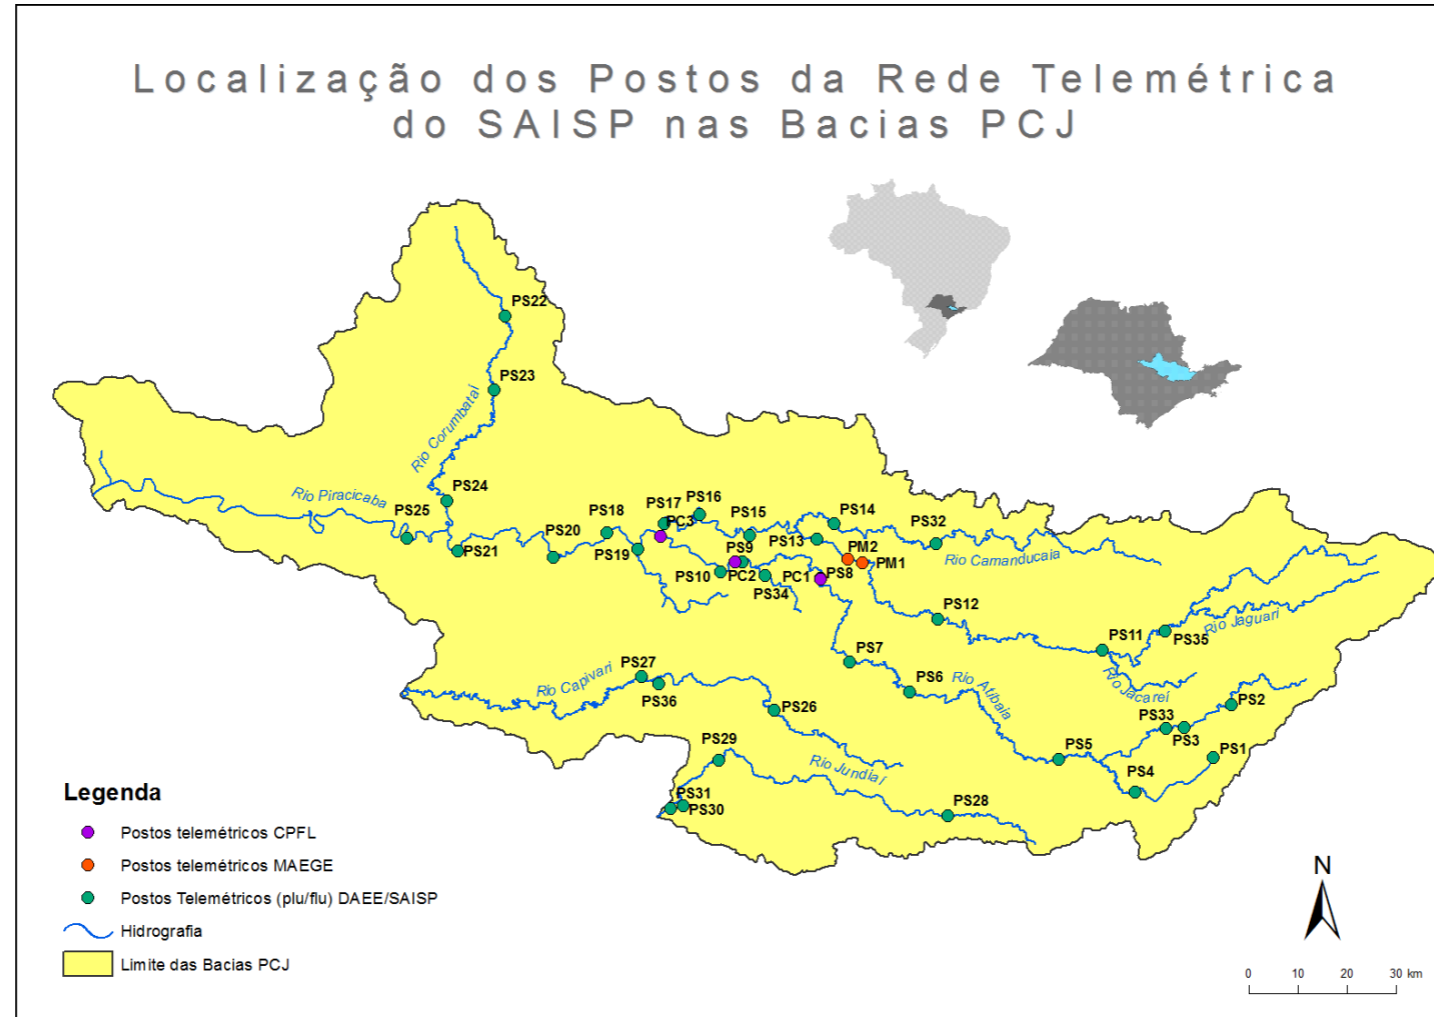 Localização dos Postos da Rede Telemétrica
do SAISP nas Bacias PCJ
PS22
PS23
Rio Corumbataí
PS24
Rio Piracicaba
PS25
PS21
PS20
PS18
PS19
PS17
PS16
PC3
PS15
PS13
PS14
PS32
PS9
PM2
PM1
Rio Camanducaia
PS10
PC2
PC1
PS8
PS34
PS12
PS11
PS35
Rio Jaguari
PS7
PS6
Rio Atibaia
Rio Jacareí
PS2
PS27
Rio Capivari
PS36
PS26
PS33
PS3
PS1
PS5
PS4
PS29
Rio Jundiaí
PS31
PS30
PS28
Legenda
Postos telemétricos CPFL
Postos telemétricos MAEGE
Postos Telemétricos (plu/flu) DAEE/SAISP
Hidrografia
Limite das Bacias PCJ
N
0 10 20 30 km